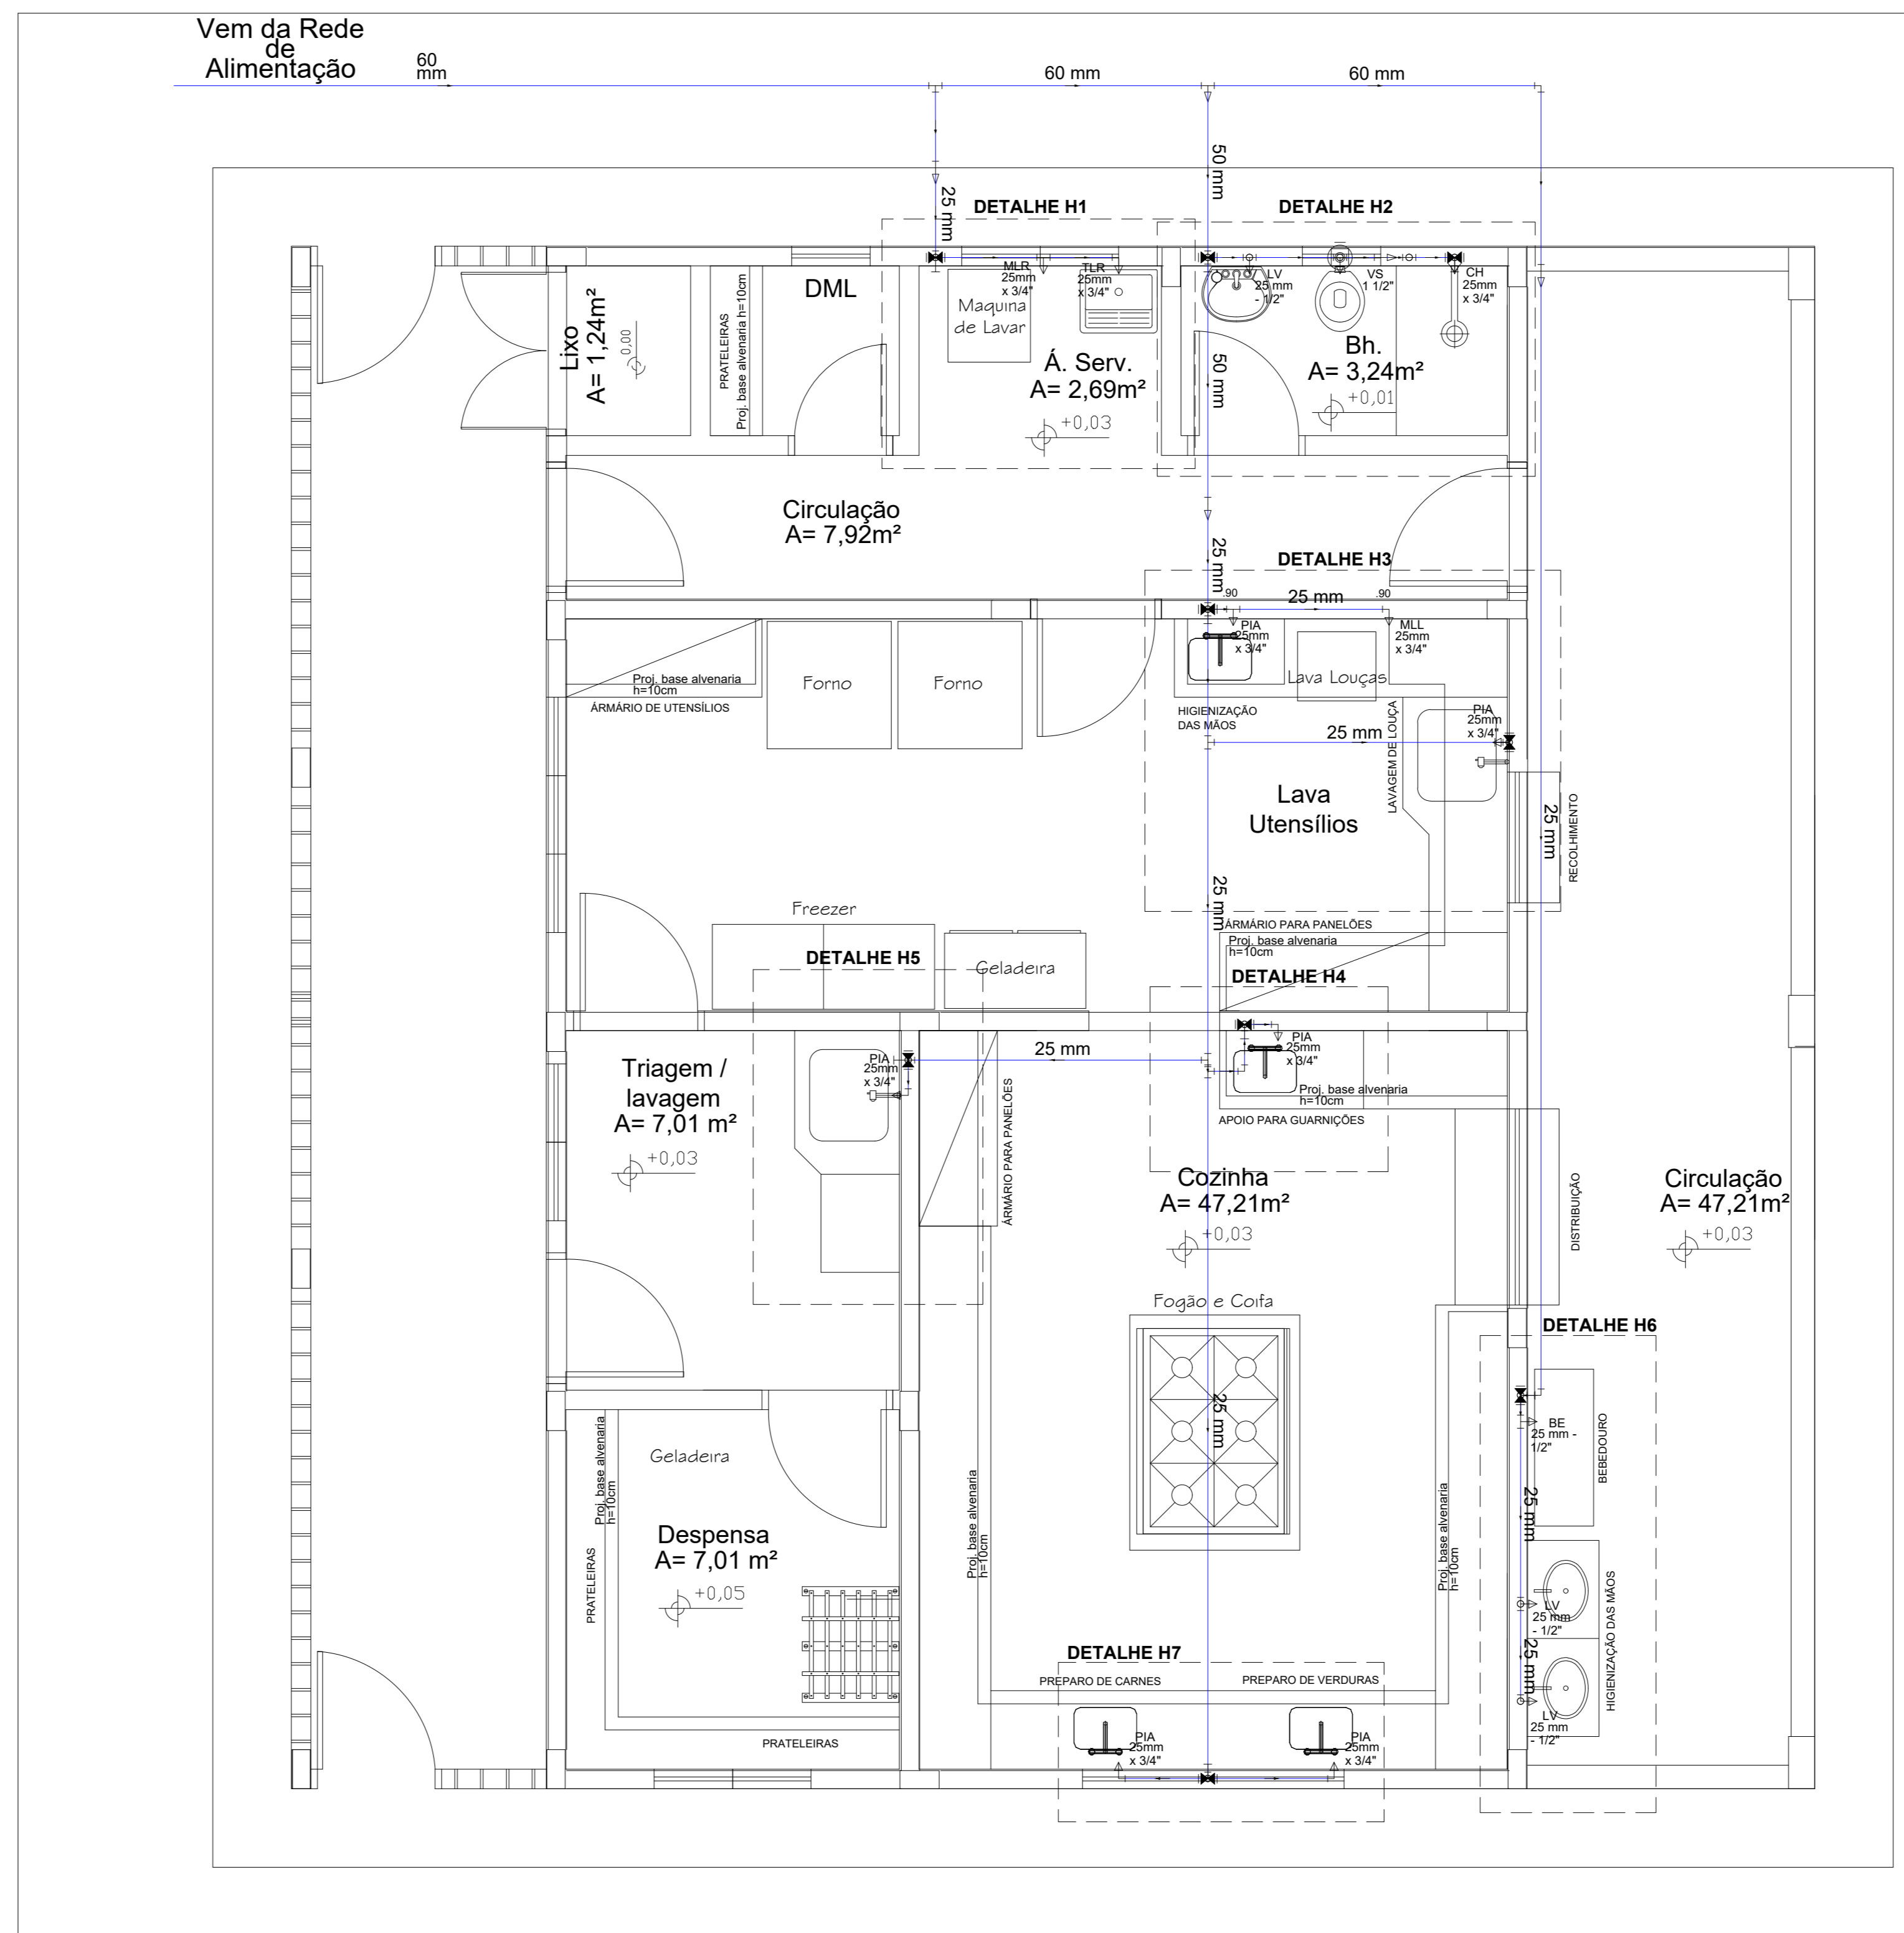 Vem da Rede
de
Alimentação
60
mm
60 mm
60 mm
50 mm
25 mm
DETALHE H1
DETALHE H2
MLR
25mm
x 3/4"
TLR
25mm
x 3/4"
LV
25 mm
- 1/2"
VS
1 1/2"
CH
25mm
x 3/4"
Lixo
A= 1,24m²
0,00
PRATELEIRAS
Proj. base alvenaria h=10cm
DML
Maquina
de Lavar
Á. Serv.
A= 2,69m²
+0,03
50 mm
Bh.
A= 3,24m²
+0,01
Circulação
A= 7,92m²
25 mm
DETALHE H3
.90
25 mm
.90
PIA
25mm
x 3/4"
MLL
25mm
x 3/4"
Proj. base alvenaria
h=10cm
ÁRMÁRIO DE UTENSÍLIOS
Forno
Forno
Lava Louças
HIGIENIZAÇÃO
DAS MÃOS
LAVAGEM DE LOUÇA
PIA
25mm
x 3/4"
25 mm
Lava
Utensílios
25 mm
RECOLHIMENTO
25 mm
Freezer
ÁRMÁRIO PARA PANELÕES
Proj. base alvenaria
h=10cm
DETALHE H5
Geladeira
DETALHE H4
PIA
25mm
x 3/4"
25 mm
PIA
25mm
x 3/4"
Triagem /
lavagem
A= 7,01 m²
+0,03
ÁRMÁRIO PARA PANELÕES
Proj. base alvenaria
h=10cm
APOIO PARA GUARNIÇÕES
Cozinha
A= 47,21m²
+0,03
DISTRIBUIÇÃO
Circulação
A= 47,21m²
+0,03
Fogão e Coifa
DETALHE H6
25 mm
BE
25 mm -
1/2"
BEBEDOURO
Proj. base alvenaria
h=10cm
Geladeira
Despensa
A= 7,01 m²
+0,05
PRATELEIRAS
PRATELEIRAS
Proj. base alvenaria
h=10cm
Proj. base alvenaria
h=10cm
25 mm
LV
25 mm
- 1/2"
25 mm
HIGIENIZAÇÃO DAS MÃOS
LV
25 mm
- 1/2"
DETALHE H7
PREPARO DE CARNES
PREPARO DE VERDURAS
PIA
25mm
x 3/4"
PIA
25mm
x 3/4"